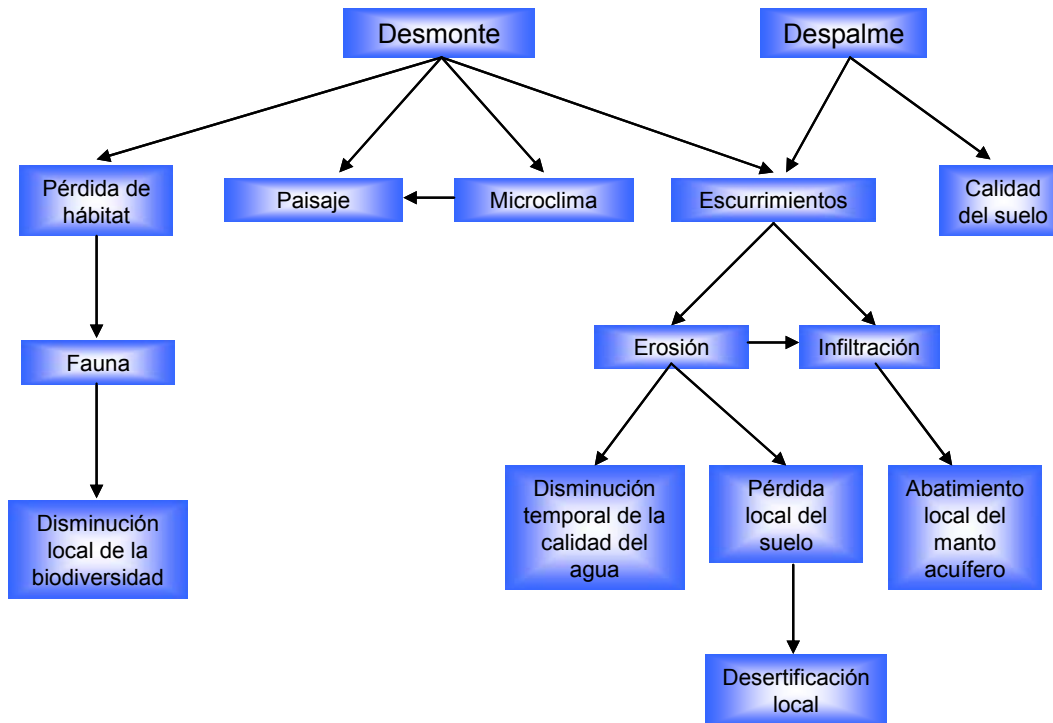 Desmonte
Despalme
Pérdida de
hábitat
Paisaje
Microclima
Escurrimientos
Calidad
del suelo
Fauna
Erosión
Infiltración
Disminución
local de la
biodiversidad
Disminución
temporal de la
calidad del
agua
Pérdida
local del
suelo
Abatimiento
local del
manto
acuífero
Desertificación
local